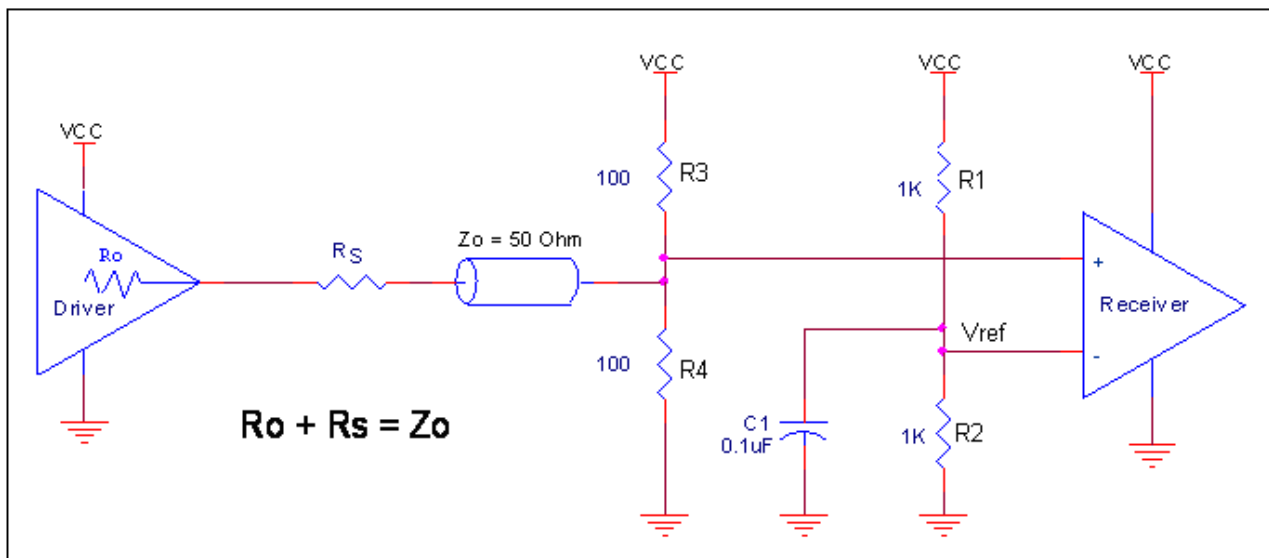 VCC
VCC
VCC
VCC
R3
100
R1
1K
Zo = 50 Ohm
Ro
RS
Driver
+
Receiver
Vref
-
R4
100
Ro + Rs = Zo
C1
0.1uF
R2
1K